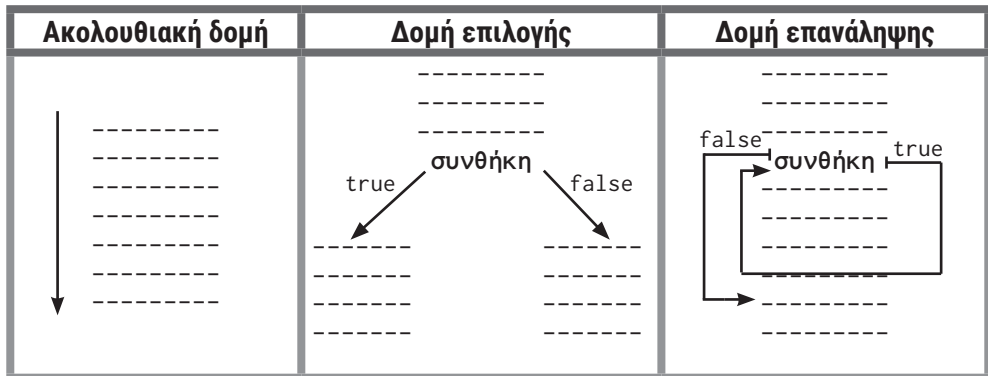 Ακολουθιακή δομή
Δομή επιλογής
Δομή επανάληψης
συνθήκη
true
false
false
συνθήκη
true